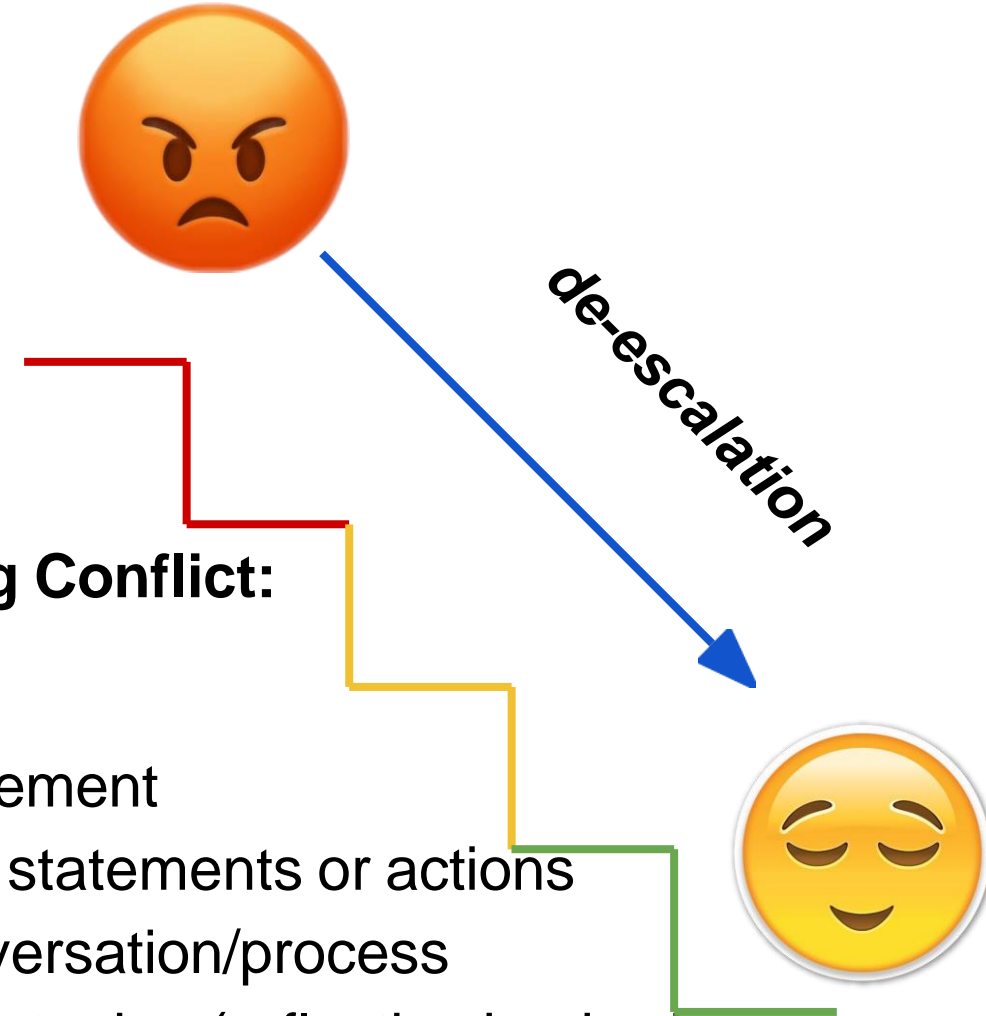 de-escalation
g Conflict:
ement
statements or actions
versation/process